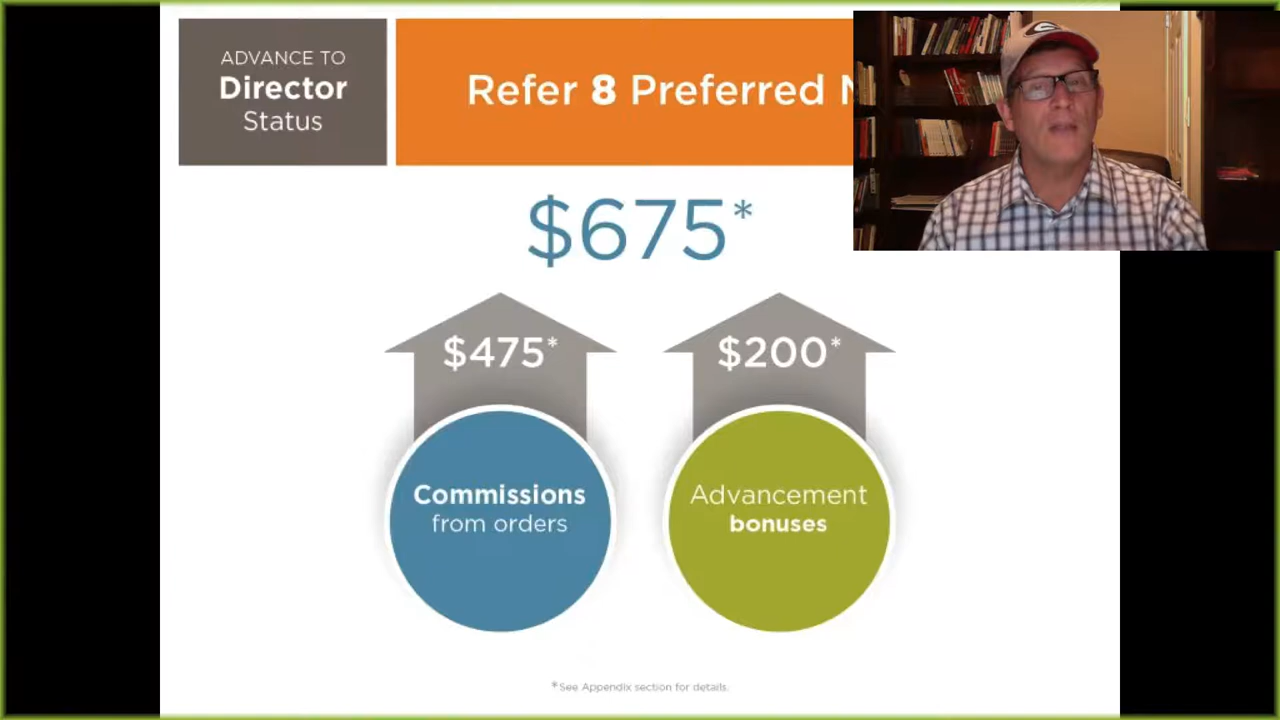 ADVANCE TO
Director
Status
Refer 8 Preferred
$675*
$475*
$200*
Commissions
from orders
Advancement
bonuses
*See Appendix section for details.